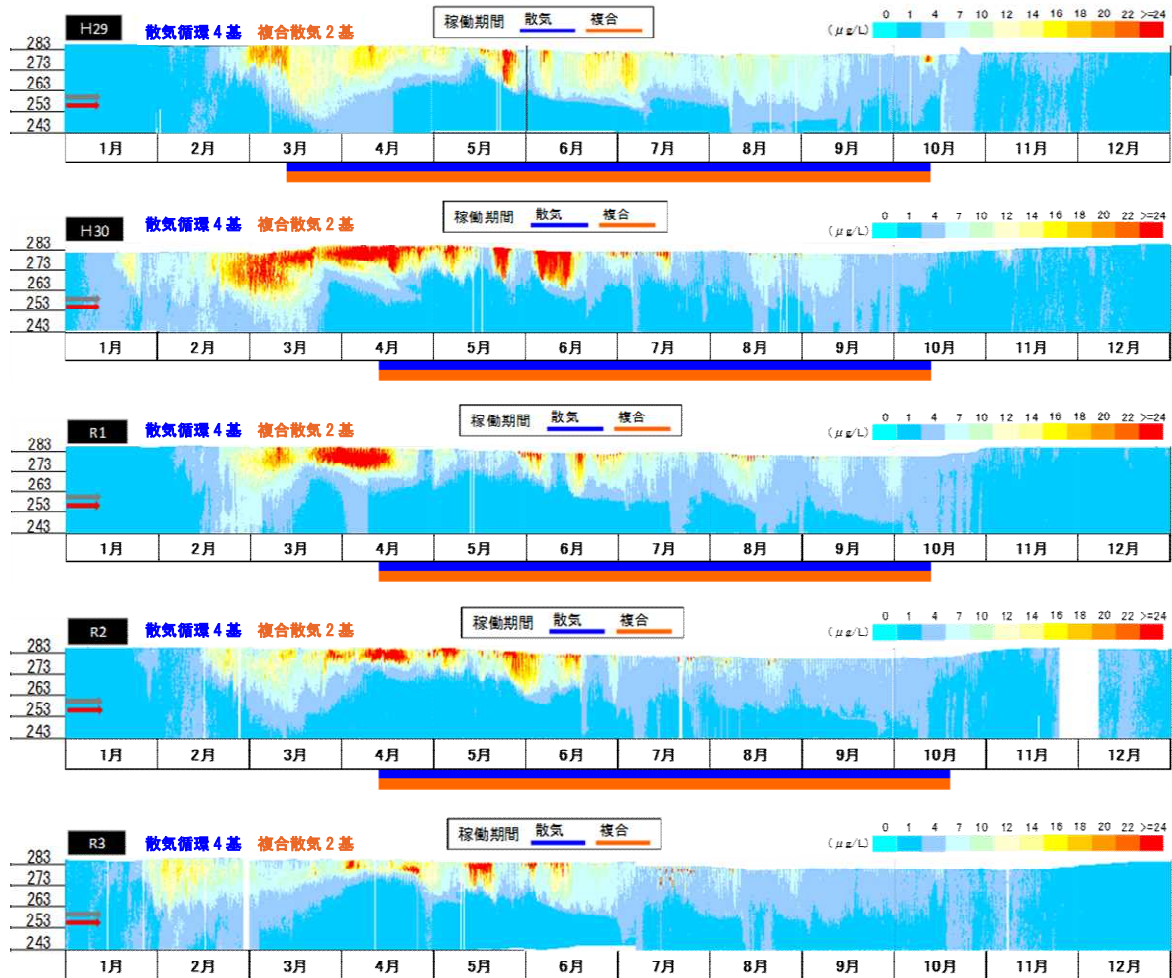 H29 散気循環４基 複合散気２基 稼働期間 散気 複合 (μg/L) 0 1 4 7 10 12 14 16 18 20 22 >=24
283
273
263
253
243
1月 2月 3月 4月 5月 6月 7月 8月 9月 10月 11月 12月
H30 散気循環４基 複合散気２基 稼働期間 散気 複合 (μg/L) 0 1 4 7 10 12 14 16 18 20 22 >=24
283
273
263
253
243
1月 2月 3月 4月 5月 6月 7月 8月 9月 10月 11月 12月
R1 散気循環４基 複合散気２基 稼働期間 散気 複合 (μg/L) 0 1 4 7 10 12 14 16 18 20 22 >=24
283
273
263
253
243
1月 2月 3月 4月 5月 6月 7月 8月 9月 10月 11月 12月
R2 散気循環４基 複合散気２基 稼働期間 散気 複合 (μg/L) 0 1 4 7 10 12 14 16 18 20 22 >=24
283
273
263
253
243
1月 2月 3月 4月 5月 6月 7月 8月 9月 10月 11月 12月
R3 散気循環４基 複合散気２基 稼働期間 散気 複合 (μg/L) 0 1 4 7 10 12 14 16 18 20 22 >=24
283
273
263
253
243
1月 2月 3月 4月 5月 6月 7月 8月 9月 10月 11月 12月